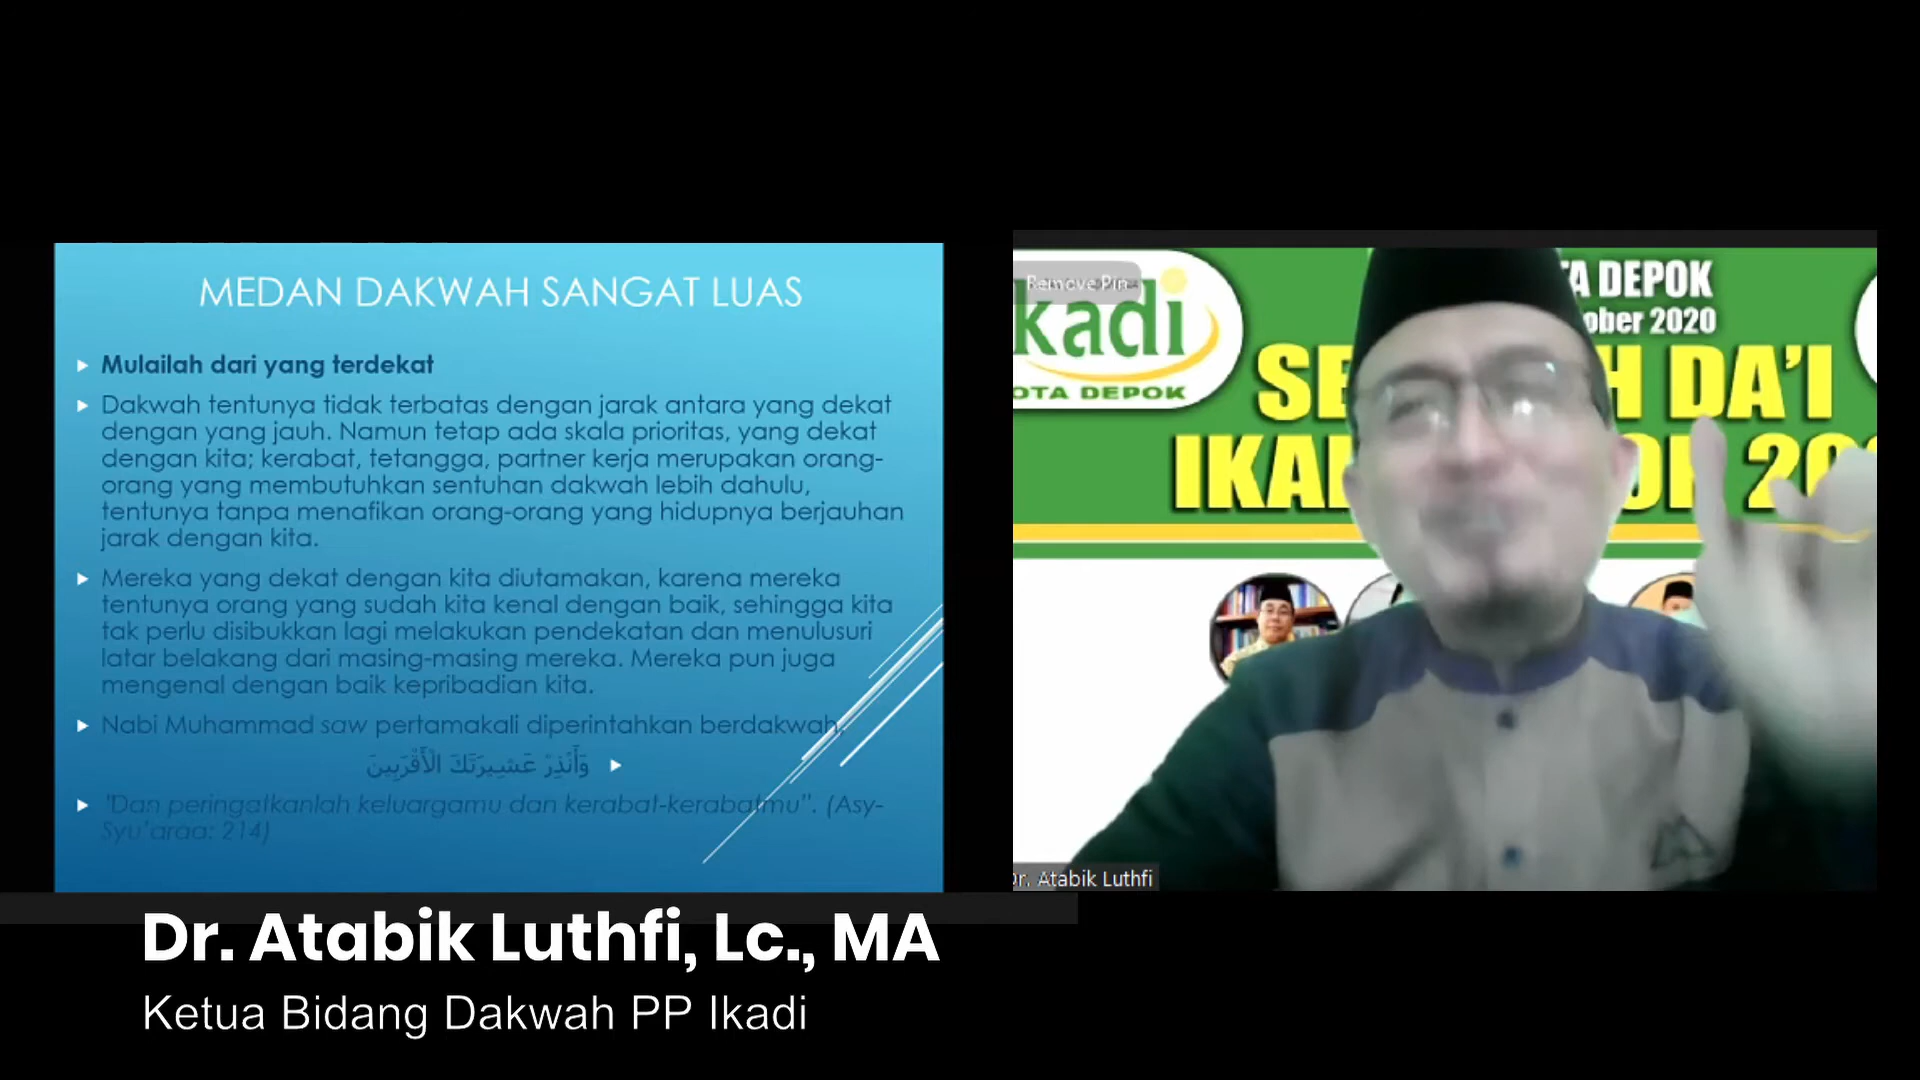 MEDAN DAKWAH SANGAT LUAS
Mulailah dari yang terdekat
Dakwah tentunya tidak terbatas dengan jarak antara yang dekat
dengan yang jauh. Namun tetap ada skala prioritas, yang dekat
dengan kita; kerabat, tetangga, partner kerja merupakan orang-
orang yang membutuhkan sentuhan dakwah lebih dahulu,
tentunya tanpa menafikan orang-orang yang hidupnya berjauhan
jarak dengan kita.
Mereka yang dekat dengan kita diutamakan, karena mereka
tentunya orang yang sudah kita kenal dengan baik, sehingga kita
tak perlu disibukkan lagi melakukan pendekatan dan menulusuri
latar belakang dari masing-masing mereka. Mereka pun juga
mengenal dengan baik kepribadian kita.
Nabi Muhammad saw pertamakali diperintahkan berdakwah,
وَأَنْذِرْ عَشِيرَتَكَ الْأَقْرَبِينَ
"Dan peringatkanlah keluargamu dan kerabat-kerabatmu". (Asy-
Syu'araa: 214)
Remove Pin
kadi
OTA DEPOK
A DEPOK
ober 2020
SE H DA'I
IKA OK 20
Dr. Atabik Luthfi
Dr. Atabik Luthfi, Lc., MA
Ketua Bidang Dakwah PP Ikadi